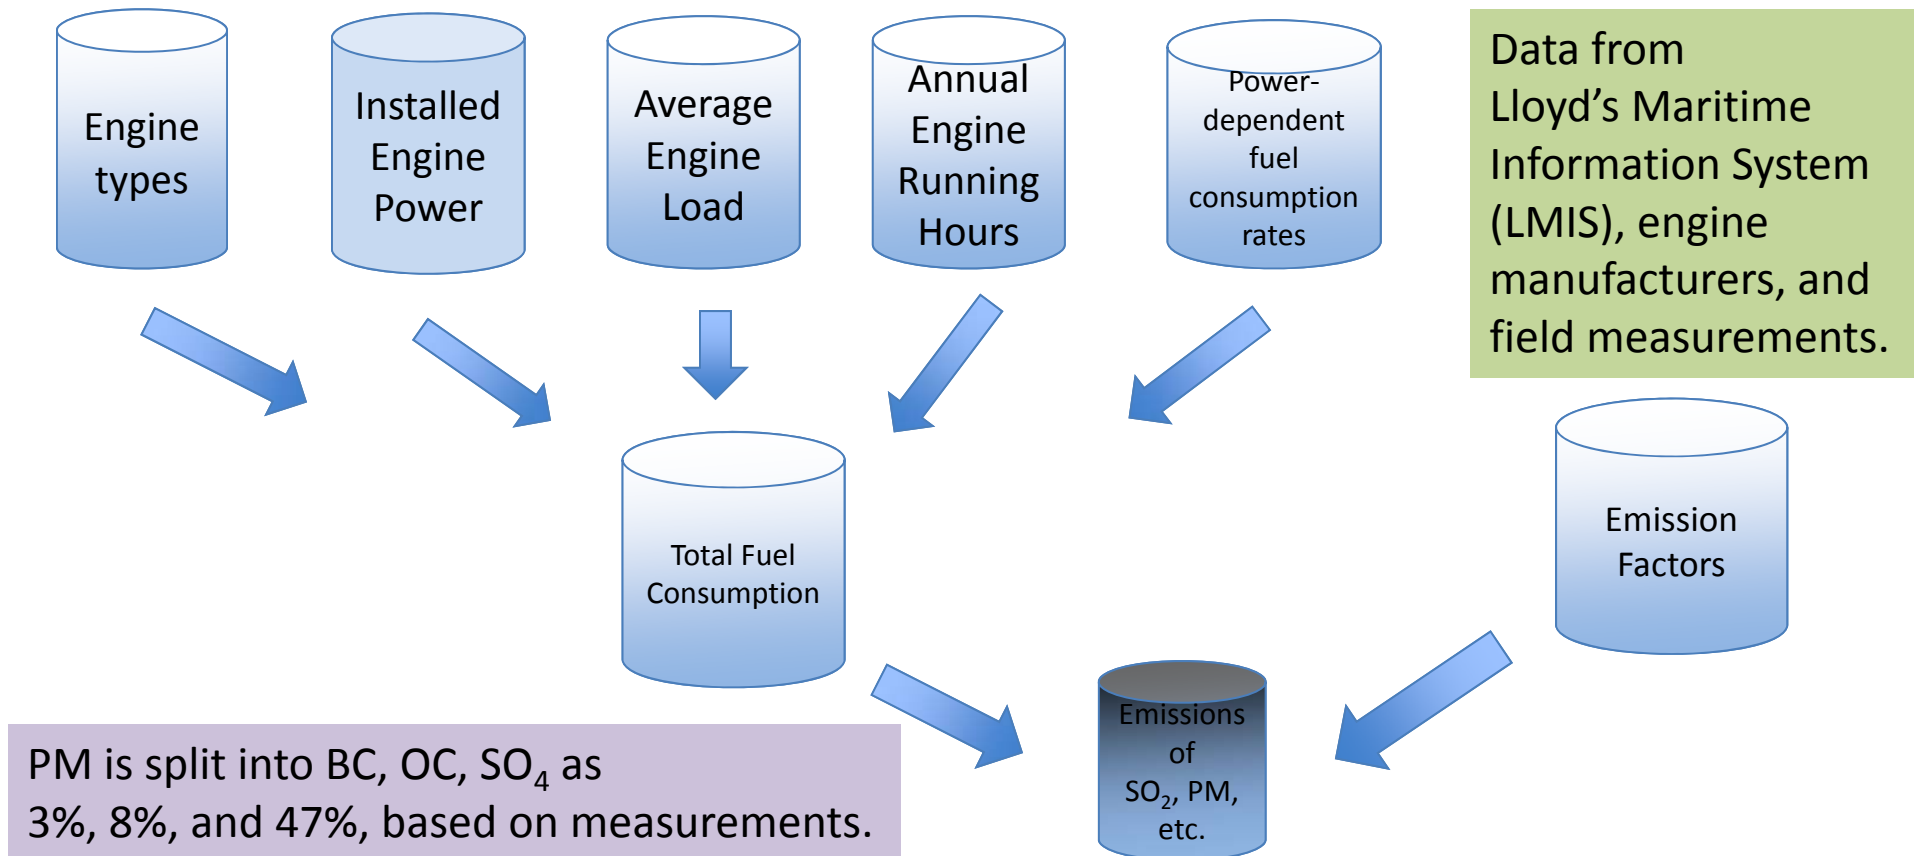 Engine
types
Installed
Engine
Power
Average
Engine
Load
Annual
Engine
Running
Hours
Power-
dependent
fuel
consumption
rates
Data from
Lloyd’s Maritime
Information System
(LMIS), engine
manufacturers, and
field measurements.
Total Fuel
Consumption
Emission
Factors
Emissions
of
SO₂, PM,
etc.
PM is split into BC, OC, SO₄ as
3%, 8%, and 47%, based on measurements.